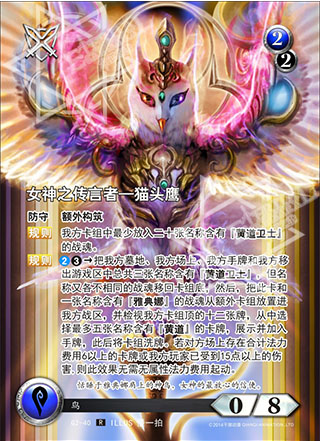 2
2
女神之传言者—猫头鹰
防守 额外构筑
规则 我方卡组中最少放入二十张名称含有『黄道卫士』
的战魂。
规则 2 3→把我方墓地、我方场上、我方手牌和我方移
出游戏区中总共三张名称含有『黄道卫士』，但名
称又各不相同的战魂移回卡组底，然后，把此卡和
一张名称含有『雅典娜』的战魂从额外卡组放置进
我方战区，并检视我方卡组顶的十二张牌，从中选
择最多五张名称含有『黄道』的卡牌，展示并加入
手牌，此后将卡组洗牌。若对方场上存在合计法力
费用6以上的卡牌或我方玩家已受到15点以上的伤
害，则此效果无需无属性法力费用起动。
鸟
0/8
R ILLUS 一拍